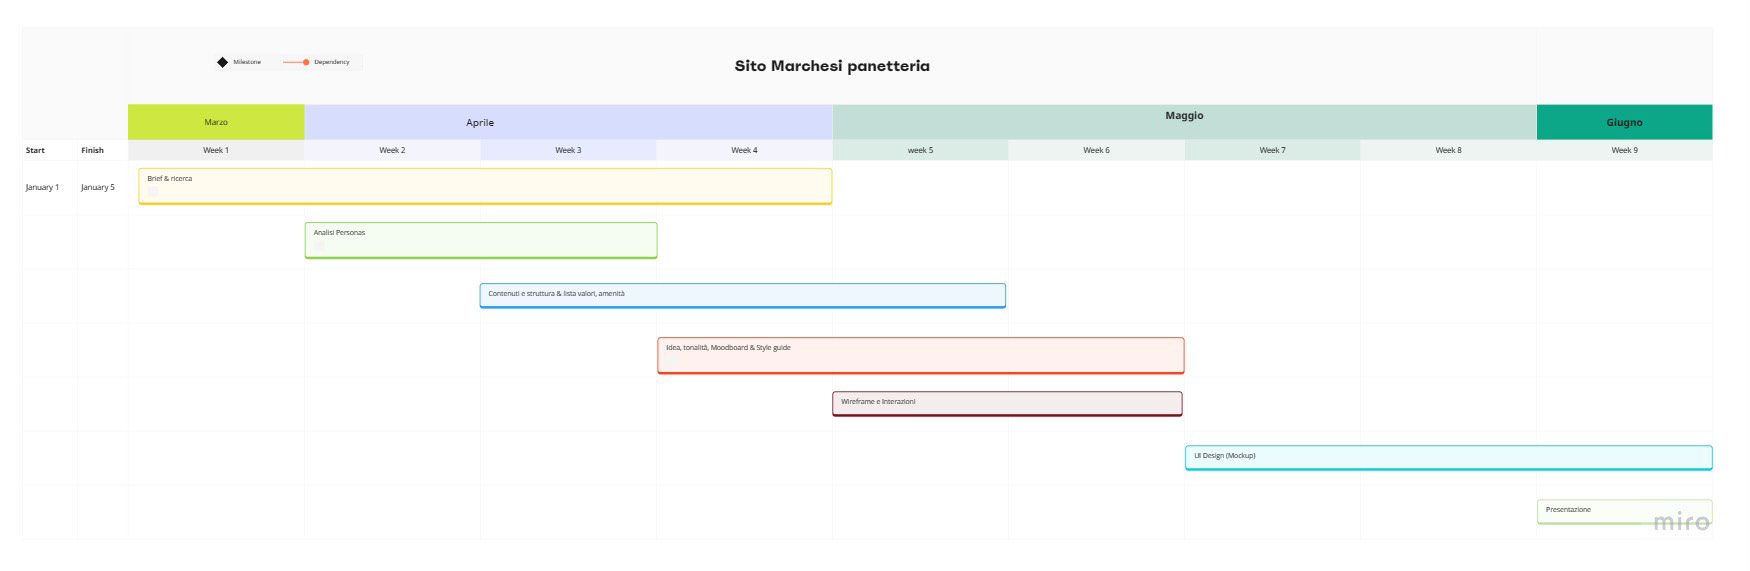 Milestone
Dependency
Sito Marchesi panetteria
Marzo
Aprile
Maggio
Giugno
Start
Finish
Week 1
Week 2
Week 3
Week 4
week 5
Week 6
Week 7
Week 8
Week 9
January 1
January 5
Brief & ricerca
Analisi Personas
Contenuti e struttura & lista valori, amenità
Idea, tonalità, Moodboard & Style guide
Wireframe e Interazioni
UI Design (Mockup)
Presentazione
miro